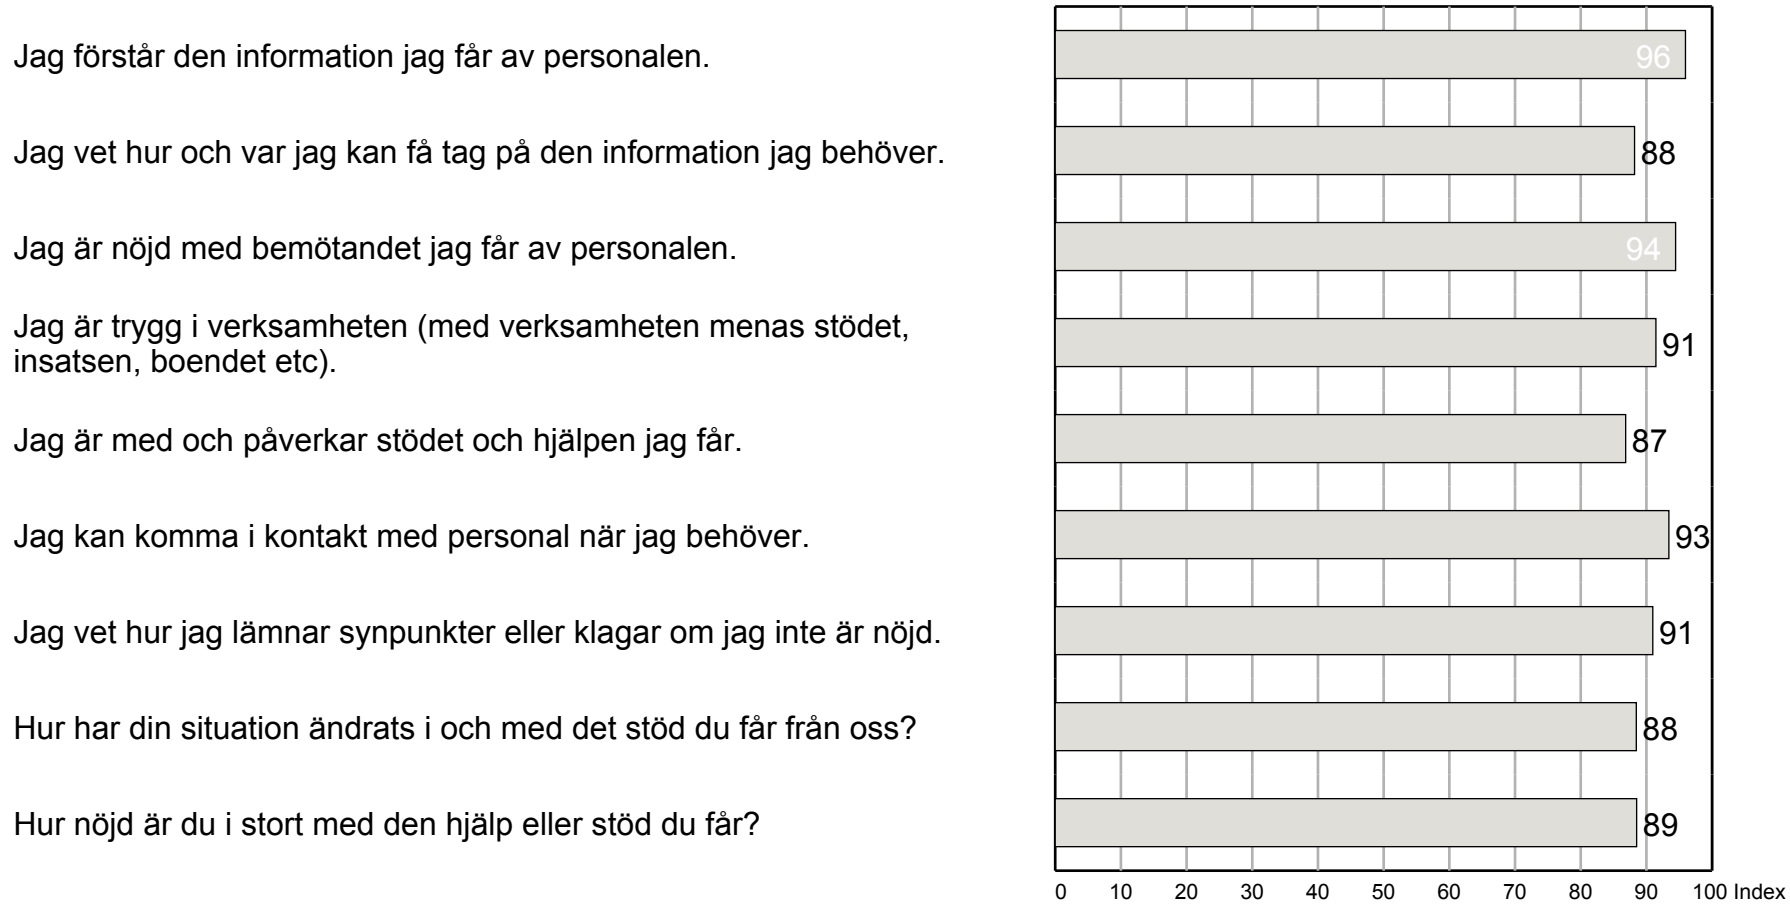 Jag förstår den information jag får av personalen.
96
Jag vet hur och var jag kan få tag på den information jag behöver.
88
Jag är nöjd med bemötandet jag får av personalen.
94
Jag är trygg i verksamheten (med verksamheten menas stödet,
insatsen, boendet etc).
91
Jag är med och påverkar stödet och hjälpen jag får.
87
Jag kan komma i kontakt med personal när jag behöver.
93
Jag vet hur jag lämnar synpunkter eller klagar om jag inte är nöjd.
91
Hur har din situation ändrats i och med det stöd du får från oss?
88
Hur nöjd är du i stort med den hjälp eller stöd du får?
89
0 10 20 30 40 50 60 70 80 90 100 Index